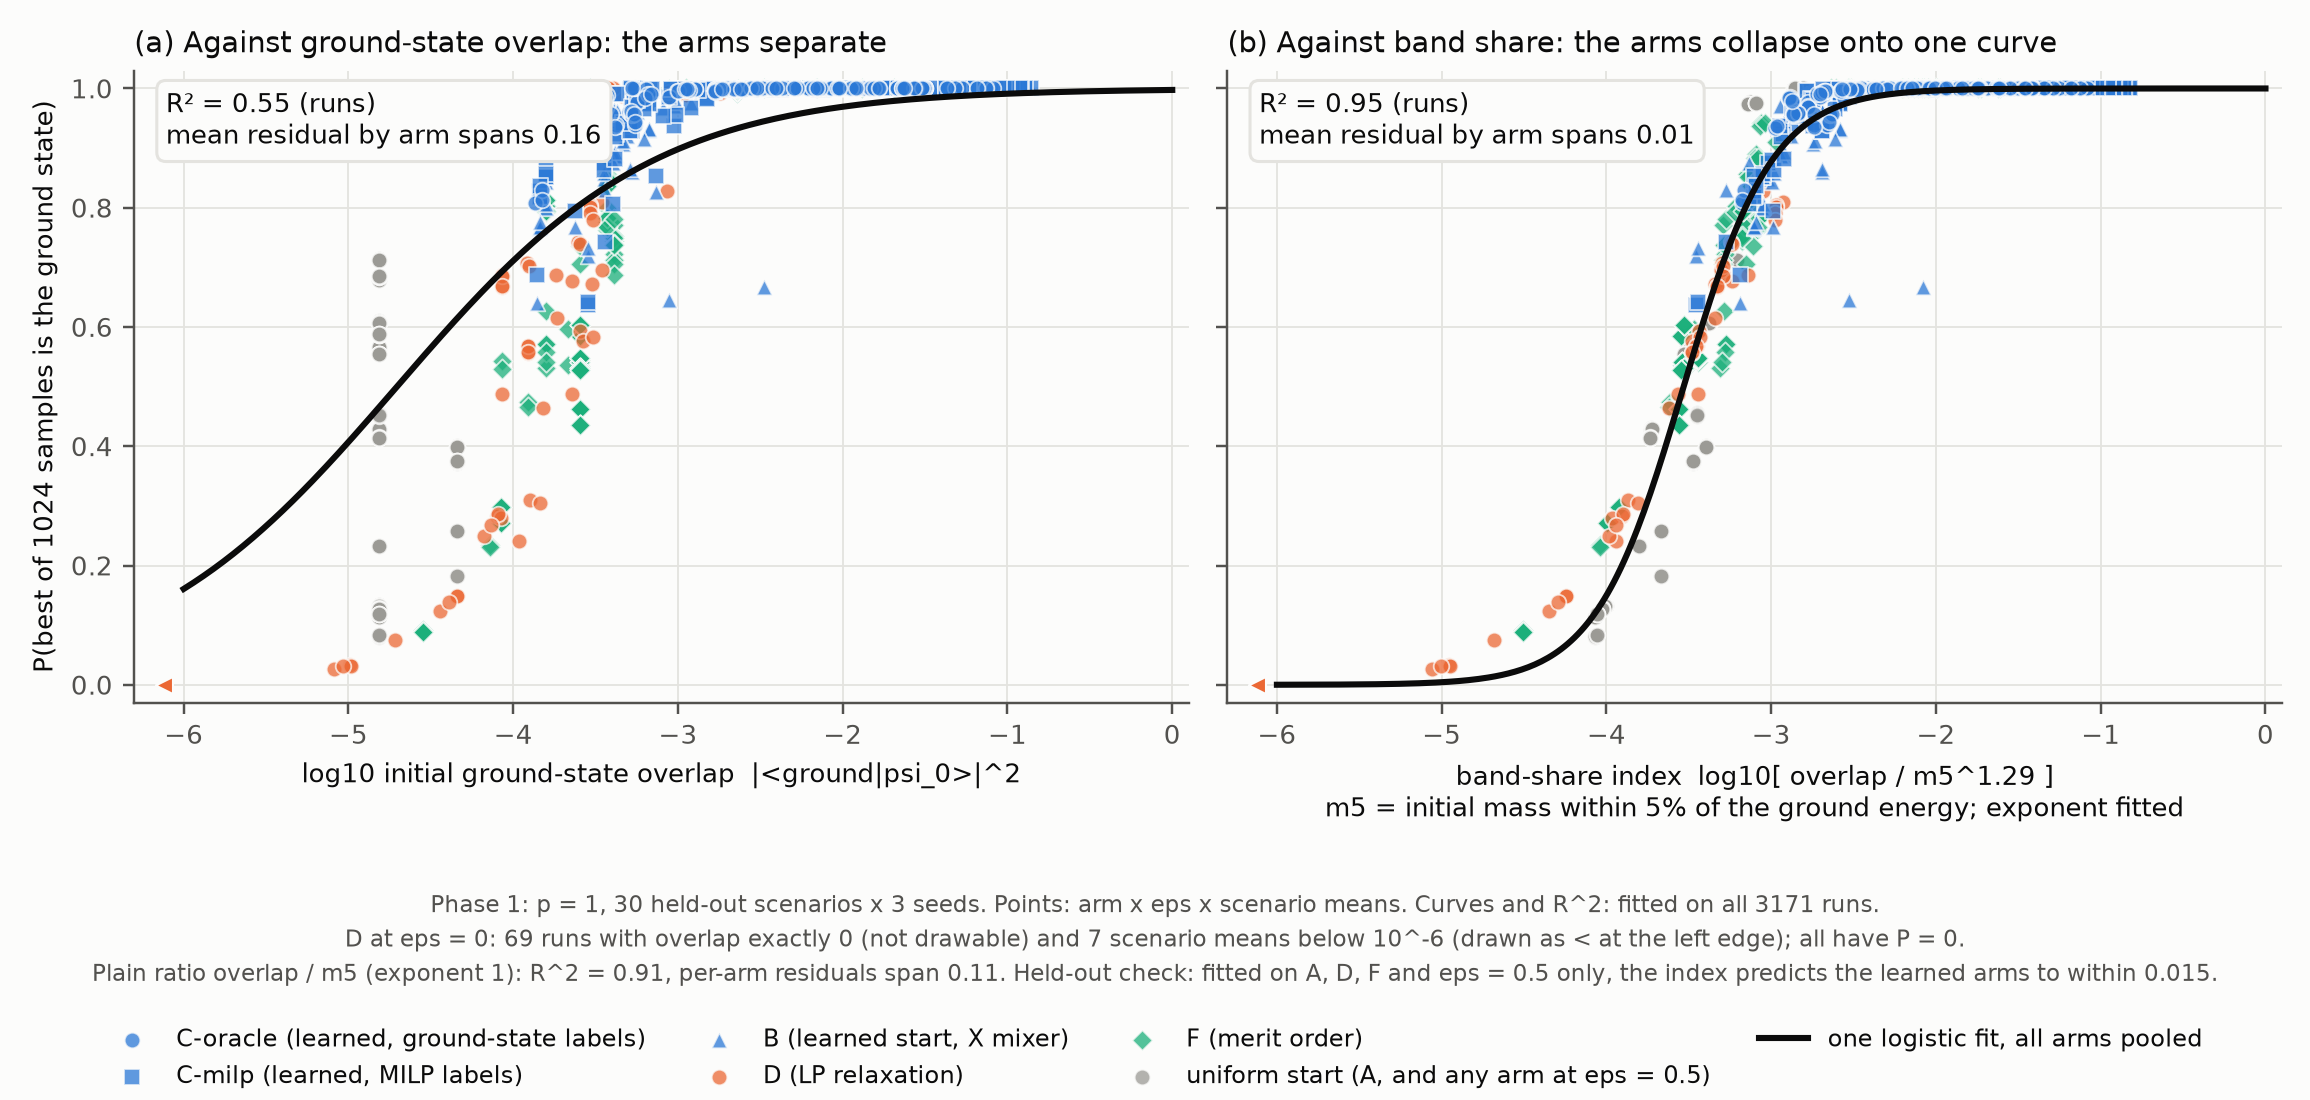 (a) Against ground-state overlap: the arms separate
R² = 0.55 (runs)
mean residual by arm spans 0.16
P(best of 1024 samples is the ground state)
1.0
0.8
0.6
0.4
0.2
0.0
−6
−5
−4
−3
−2
−1
0
log10 initial ground-state overlap |<ground|psi_0>|^2
(b) Against band share: the arms collapse onto one curve
R² = 0.95 (runs)
mean residual by arm spans 0.01
−6
−5
−4
−3
−2
−1
0
band-share index log10[ overlap / m5^1.29 ]
m5 = initial mass within 5% of the ground energy; exponent fitted
Phase 1: p = 1, 30 held-out scenarios x 3 seeds. Points: arm x eps x scenario means. Curves and R^2: fitted on all 3171 runs.
D at eps = 0: 69 runs with overlap exactly 0 (not drawable) and 7 scenario means below 10^-6 (drawn as < at the left edge); all have P = 0.
Plain ratio overlap / m5 (exponent 1): R^2 = 0.91, per-arm residuals span 0.11. Held-out check: fitted on A, D, F and eps = 0.5 only, the index predicts the learned arms to within 0.015.
C-oracle (learned, ground-state labels)
C-milp (learned, MILP labels)
B (learned start, X mixer)
D (LP relaxation)
F (merit order)
uniform start (A, and any arm at eps = 0.5)
one logistic fit, all arms pooled